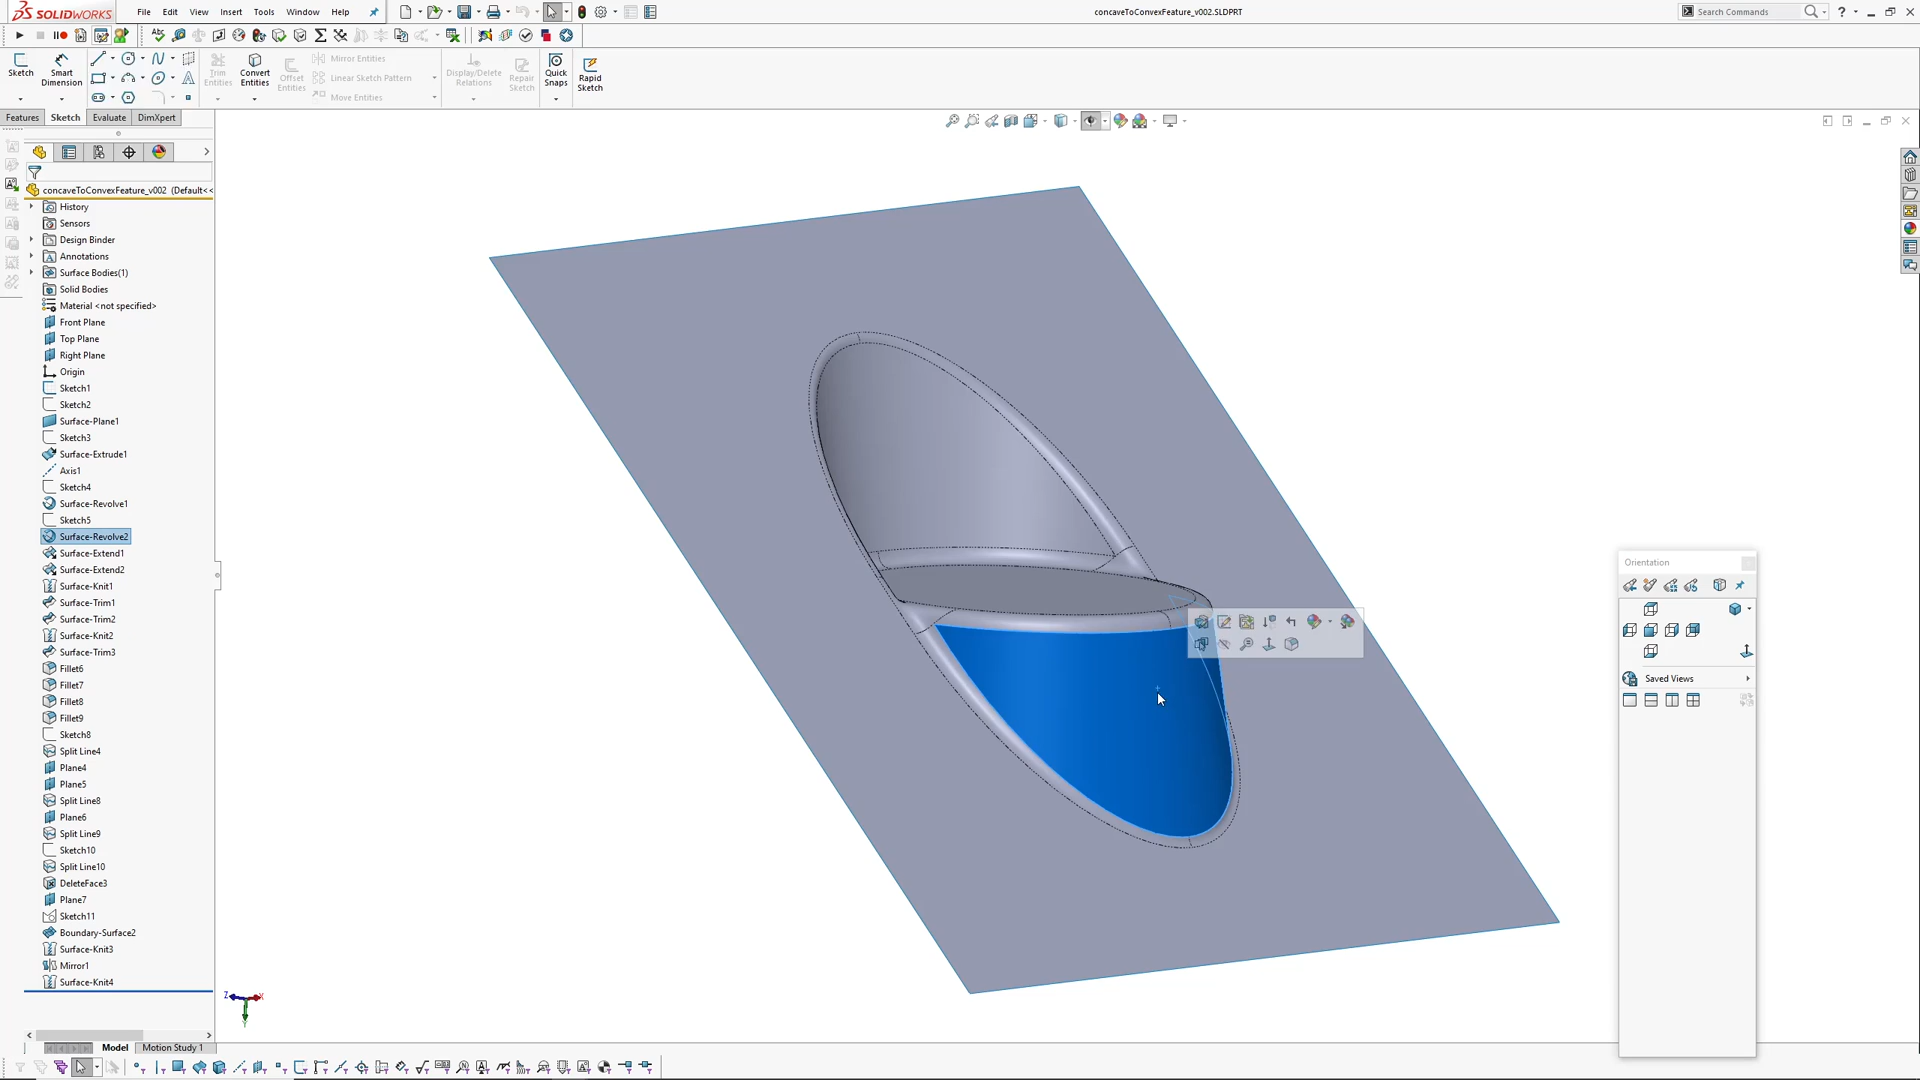 SOLIDWORKS File Edit View Insert Tools Window Help concaveToConvexFeature_v002.SLDPRT Search Commands
Sketch Smart Dimension Trim Entities Convert Entities Offset Entities Mirror Entities Linear Sketch Pattern Move Entities Display/Delete Relations Repair Sketch Quick Snaps Rapid Sketch
Features Sketch Evaluate DimXpert
concaveToConvexFeature_v002 (Default<<
History
Sensors
Design Binder
Annotations
Surface Bodies(1)
Solid Bodies
Material <not specified>
Front Plane
Top Plane
Right Plane
Origin
Sketch1
Sketch2
Surface-Plane1
Sketch3
Surface-Extrude1
Axis1
Sketch4
Surface-Revolve1
Sketch5
Surface-Revolve2
Surface-Extend1
Surface-Extend2
Surface-Knit1
Surface-Trim1
Surface-Trim2
Surface-Knit2
Surface-Trim3
Fillet6
Fillet7
Fillet8
Fillet9
Sketch8
Split Line4
Plane4
Plane5
Split Line8
Plane6
Split Line9
Sketch10
Split Line10
DeleteFace3
Plane7
Sketch11
Boundary-Surface2
Surface-Knit3
Mirror1
Surface-Knit4
Orientation
Saved Views
Z X
Y
Model Motion Study 1